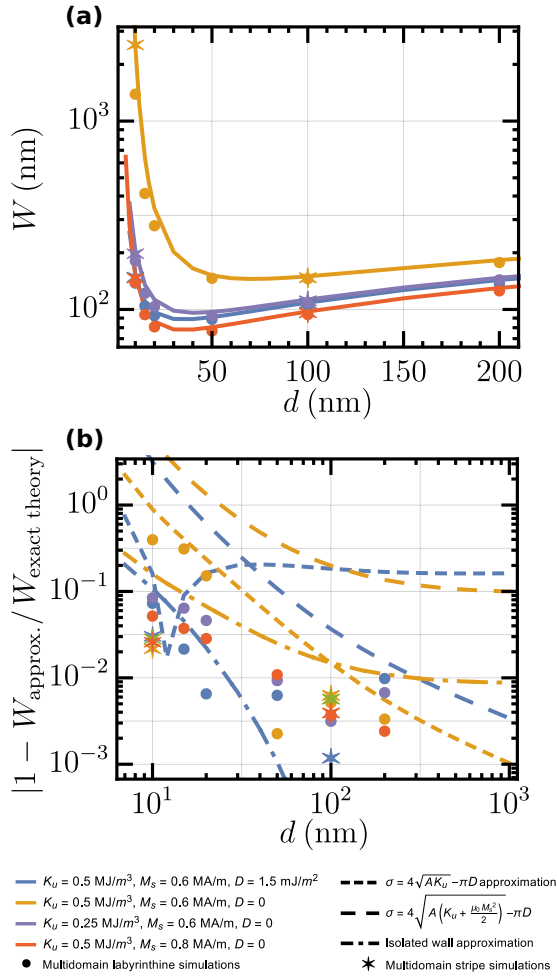 (a)
10³
10²
W (nm)
50 100 150 200
d (nm)
(b)
10⁰
10⁻¹
10⁻²
10⁻³
|1 − W_approx./W_exact theory|
10¹ 10² 10³
d (nm)
K_u = 0.5 MJ/m³, M_s = 0.6 MA/m, D = 1.5 mJ/m²
K_u = 0.5 MJ/m³, M_s = 0.6 MA/m, D = 0
K_u = 0.25 MJ/m³, M_s = 0.6 MA/m, D = 0
K_u = 0.5 MJ/m³, M_s = 0.8 MA/m, D = 0
Multidomain labyrinthine simulations
σ = 4√(AK_u) −πD approximation
σ = 4√(A(K_u + μ₀M_s²/2)) −πD
Isolated wall approximation
Multidomain stripe simulations